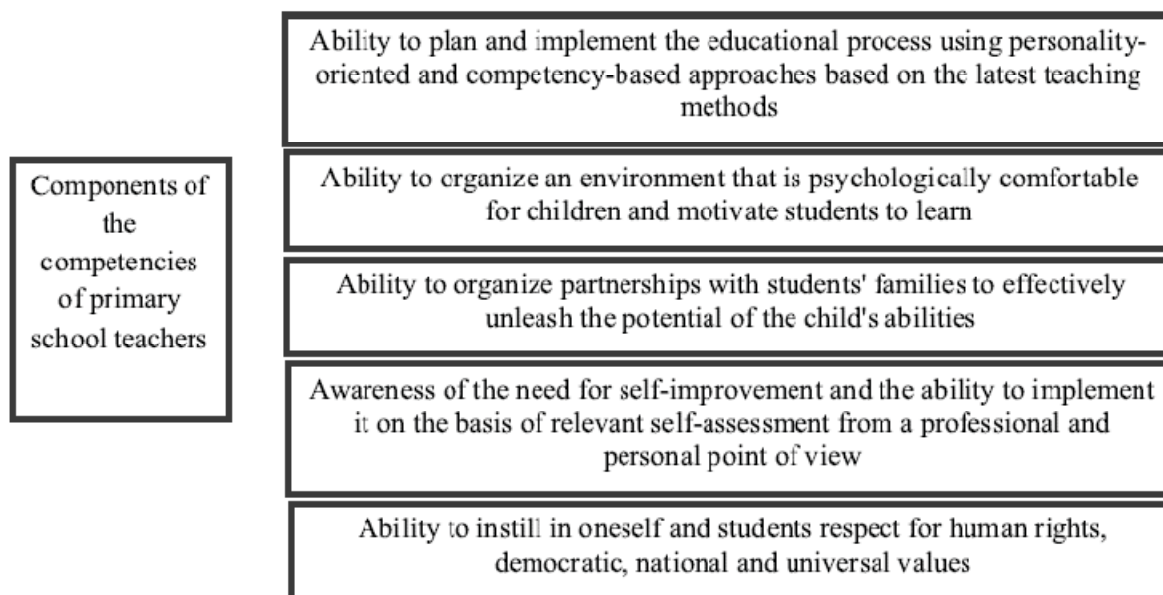 Components of
the
competencies
of primary
school teachers
Ability to plan and implement the educational process using personality-
oriented and competency-based approaches based on the latest teaching
methods
Ability to organize an environment that is psychologically comfortable
for children and motivate students to learn
Ability to organize partnerships with students' families to effectively
unleash the potential of the child's abilities
Awareness of the need for self-improvement and the ability to implement
it on the basis of relevant self-assessment from a professional and
personal point of view
Ability to instill in oneself and students respect for human rights,
democratic, national and universal values